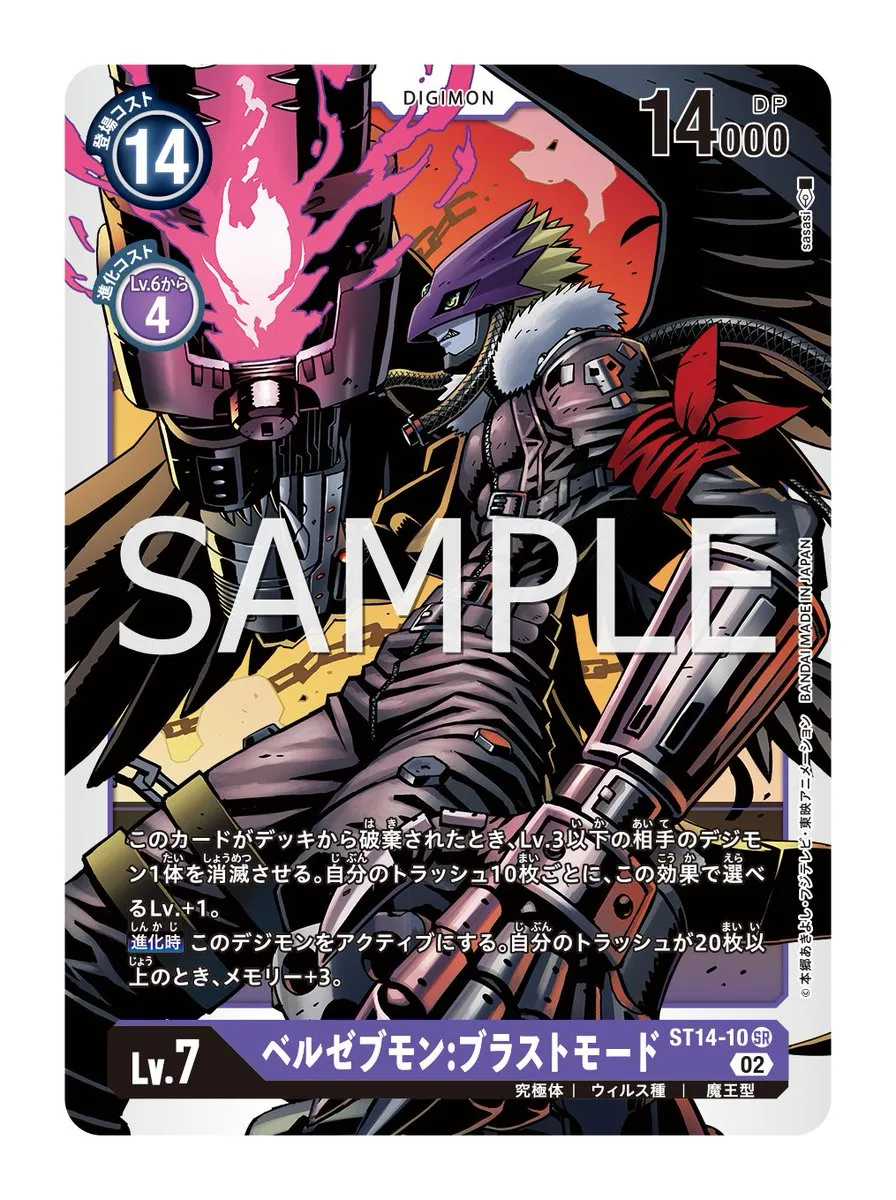 DIGIMON
登場コスト
14
14000
DP
sasasi
進化コスト
Lv.6から
4
SAMPLE
BANDAI MADE IN JAPAN
© 本郷あきよし・フジテレビ・東映アニメーション
このカードがデッキから破棄されたとき、Lv.3以下の相手のデジモ
ン1体を消滅させる。自分のトラッシュ10枚ごとに、この効果で選べ
るLv.+1。
進化時 このデジモンをアクティブにする。自分のトラッシュが20枚以
上のとき、メモリー+3。
Lv.7
ベルゼブモン:ブラストモード
ST14-10 SR
02
究極体 | ウィルス種 | 魔王型